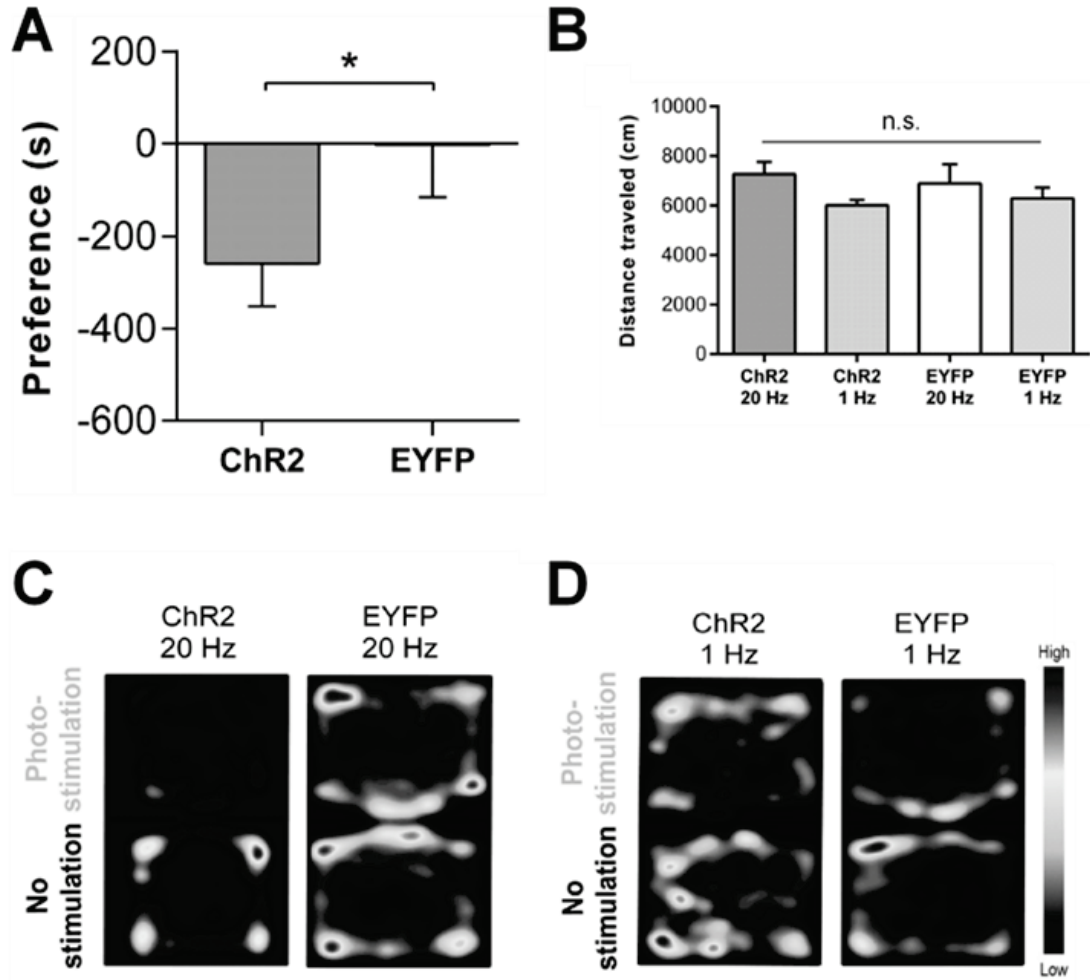 A
200
0
-200
-400
-600
Preference (s)
*
ChR2
EYFP
B
10000
8000
6000
4000
2000
0
Distance traveled (cm)
n.s.
ChR2
20 Hz
ChR2
1 Hz
EYFP
20 Hz
EYFP
1 Hz
C
ChR2
20 Hz
EYFP
20 Hz
Photo-
stimulation
No
stimulation
D
ChR2
1 Hz
EYFP
1 Hz
Photo-
stimulation
No
stimulation
High
Low